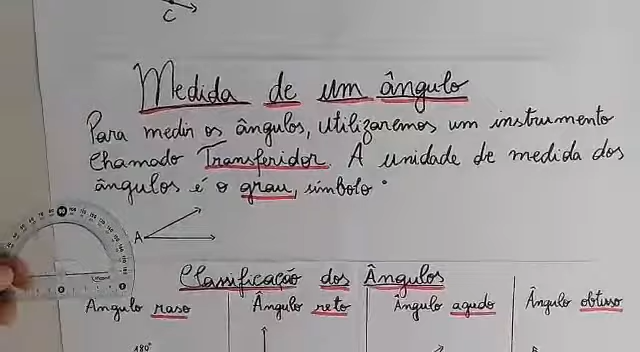 C
Medida de um ângulo
Para medir os ângulos, utilizaremos um instrumento
chamado Transferidor. A unidade de medida dos
ângulos é o grau, símbolo °
A
Classificação dos Ângulos
Ângulo raso Ângulo reto Ângulo agudo Ângulo obtuso
180°
B